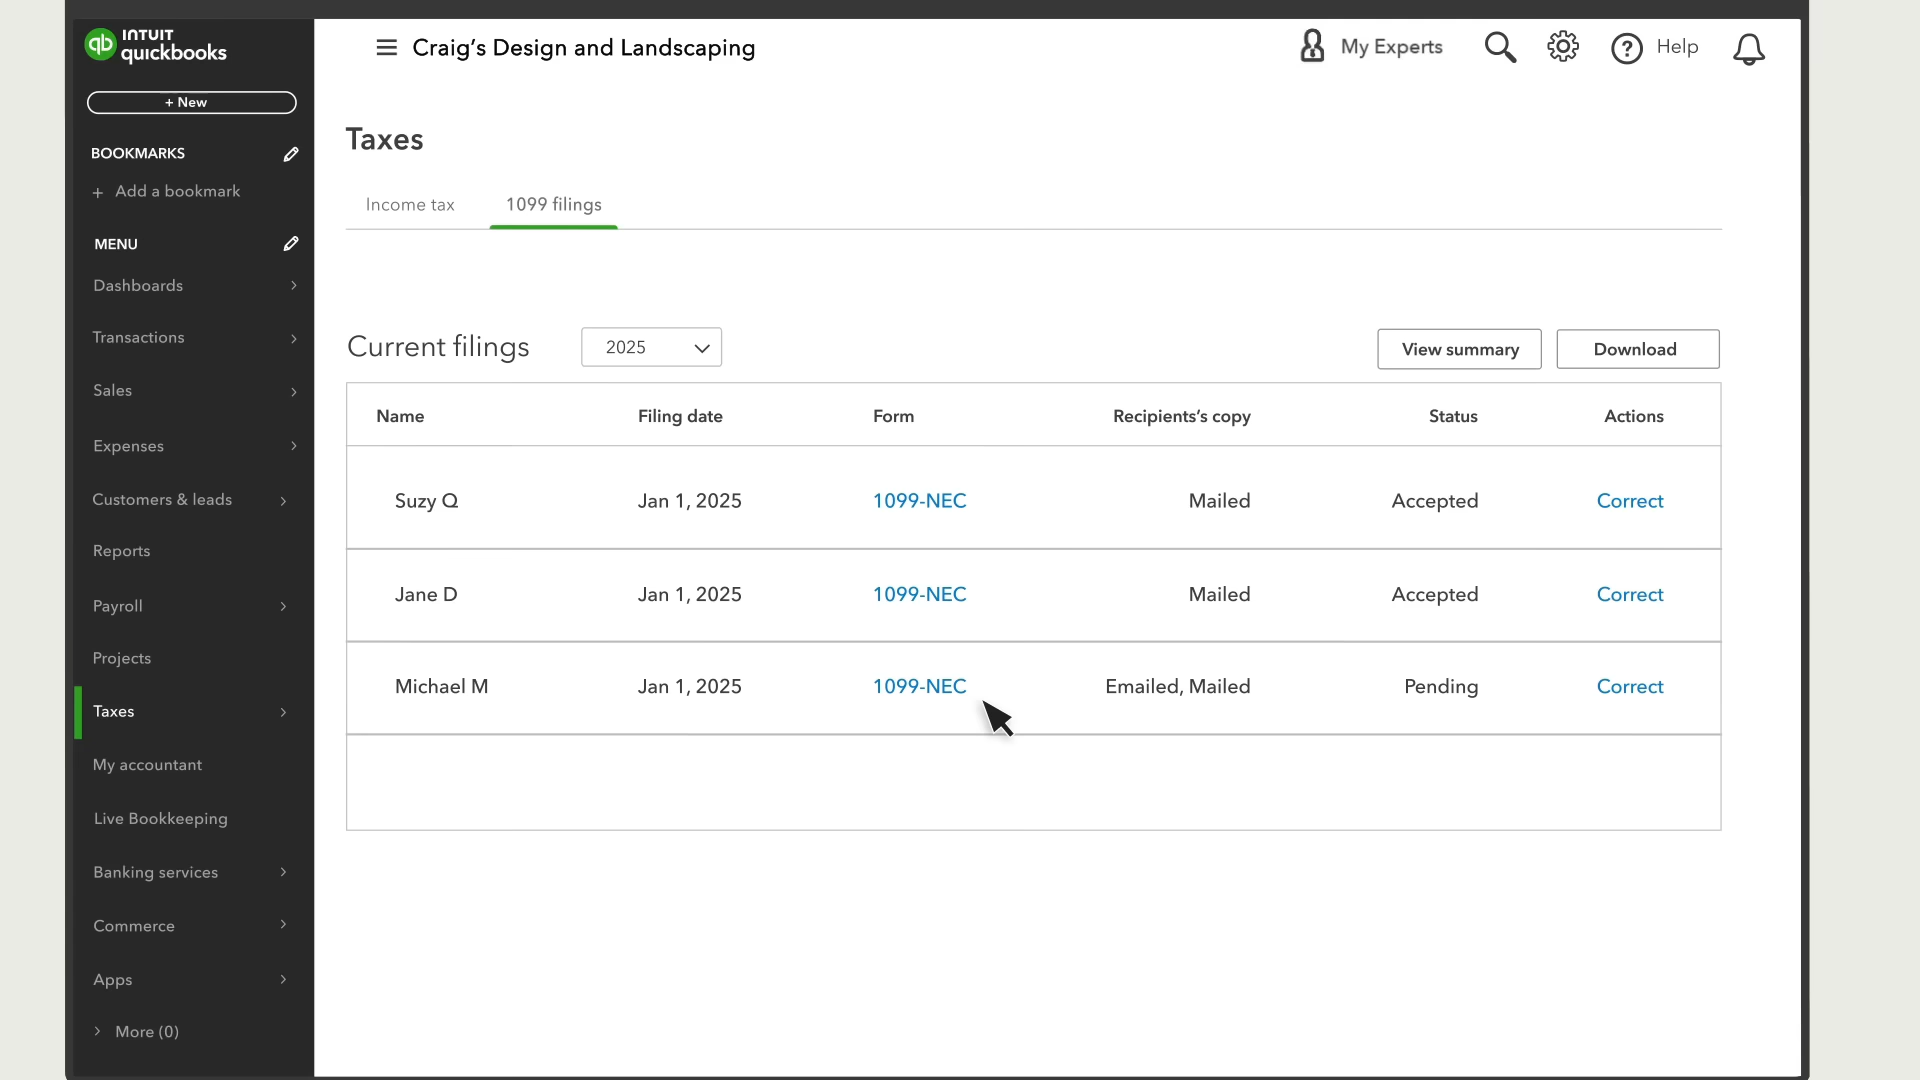 INTUIT
quickbooks
+ New
BOOKMARKS
+ Add a bookmark
MENU
Dashboards
Transactions
Sales
Expenses
Customers & leads
Reports
Payroll
Projects
Taxes
My accountant
Live Bookkeeping
Banking services
Commerce
Apps
More (0)
Craig's Design and Landscaping
My Experts
? Help
Taxes
Income tax 1099 filings
Current filings 2025 View summary Download
Name Filing date Form Recipients's copy Status Actions
Suzy Q Jan 1, 2025 1099-NEC Mailed Accepted Correct
Jane D Jan 1, 2025 1099-NEC Mailed Accepted Correct
Michael M Jan 1, 2025 1099-NEC Emailed, Mailed Pending Correct